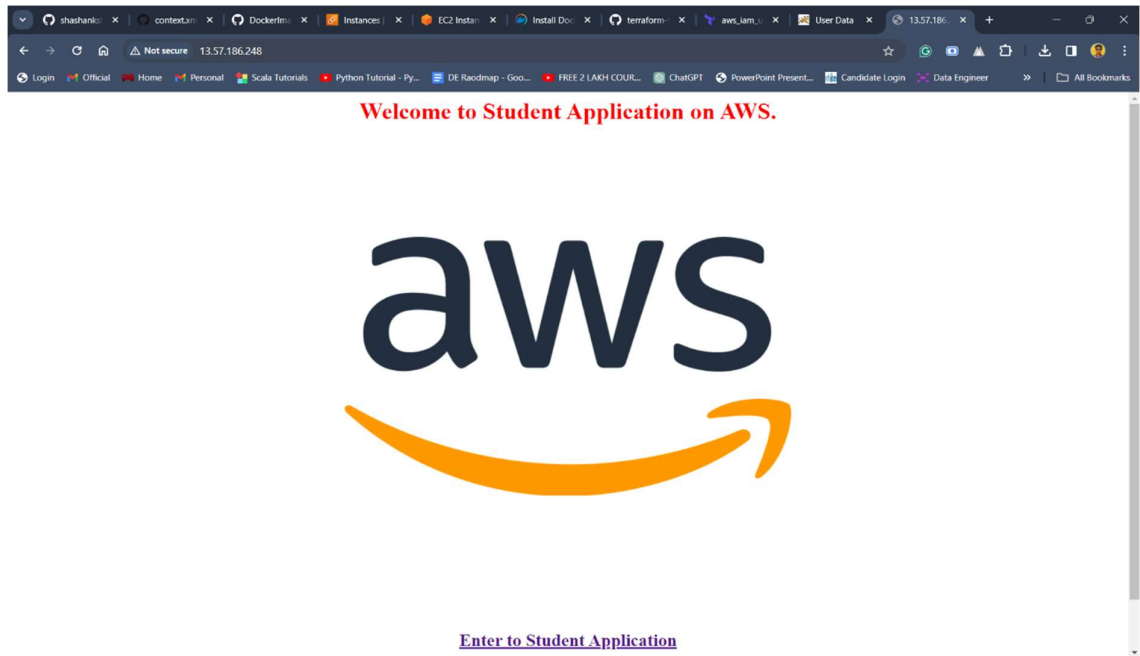 shashanksl
context.xm
DockerIma
Instances |
EC2 Instan
Install Doc
terraform-
aws_iam_u
User Data
13.57.186.
Not secure 13.57.186.248
Login Official Home Personal Scala Tutorials Python Tutorial - Py... DE Raodmap - Goo... FREE 2 LAKH COUR... ChatGPT PowerPoint Present... Candidate Login Data Engineer » All Bookmarks
Welcome to Student Application on AWS.
aws
Enter to Student Application